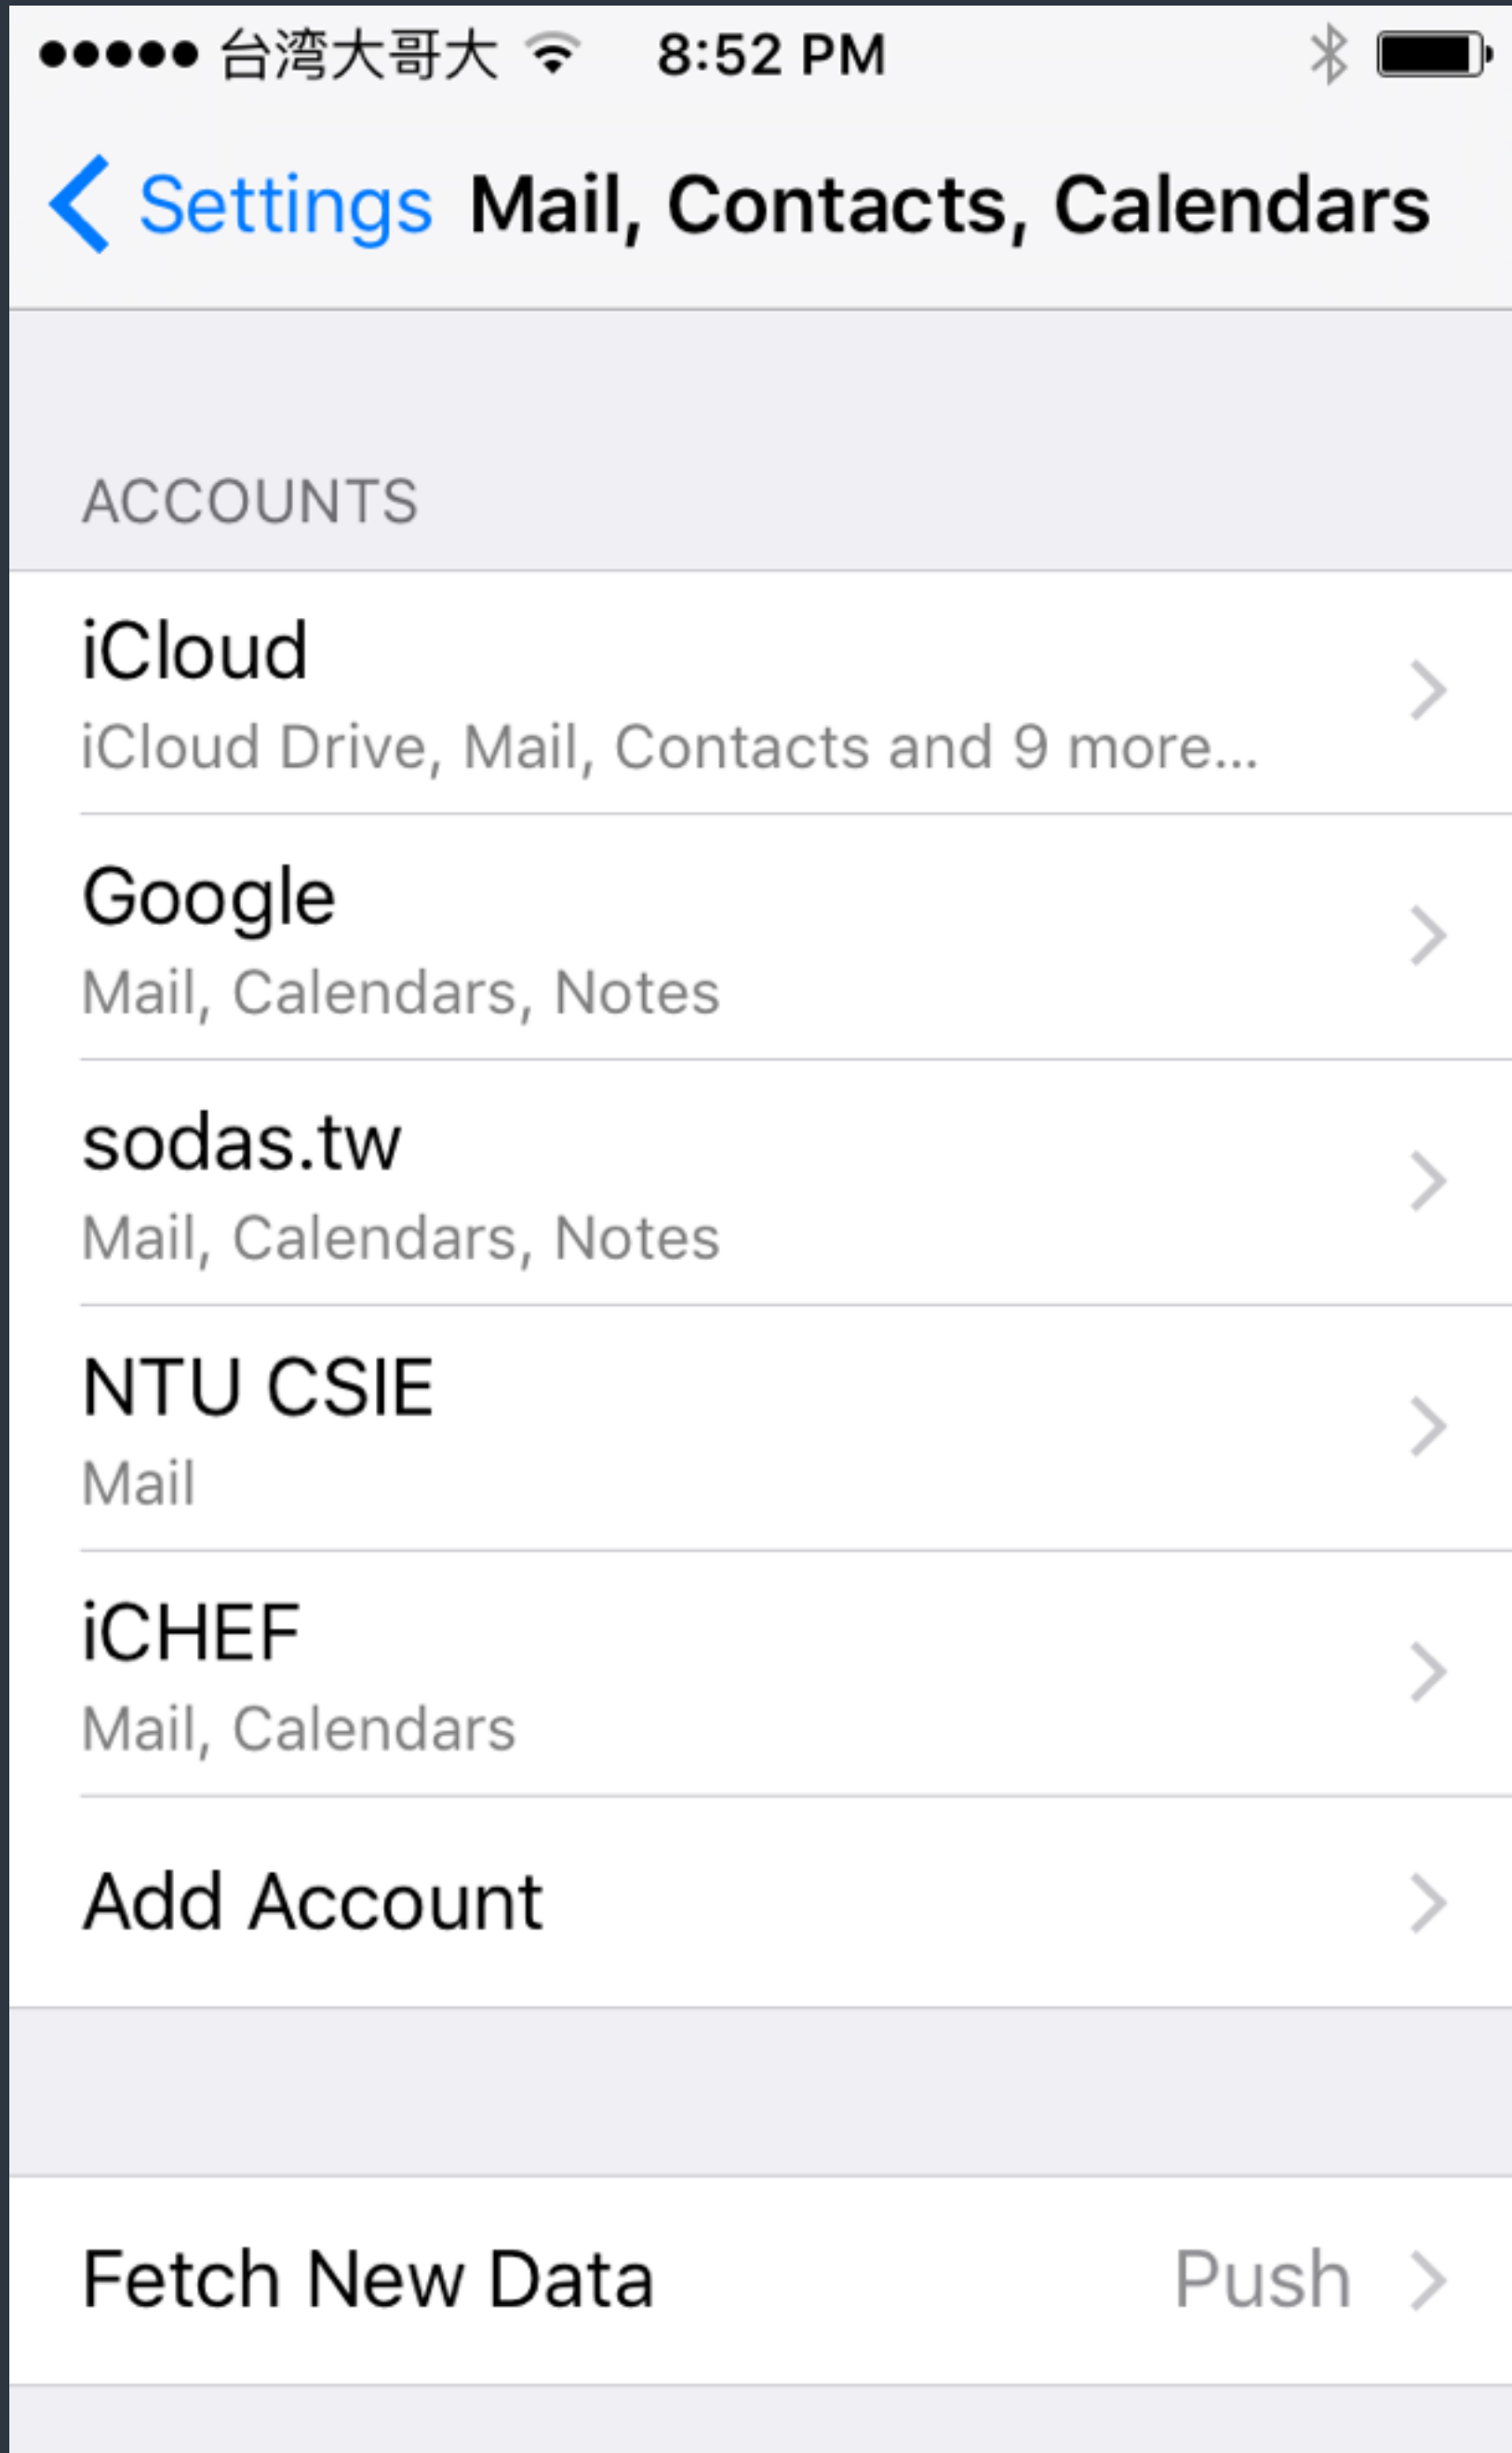 台灣大哥大 8:52 PM
Settings Mail, Contacts, Calendars
ACCOUNTS
iCloud
iCloud Drive, Mail, Contacts and 9 more...
Google
Mail, Calendars, Notes
sodas.tw
Mail, Calendars, Notes
NTU CSIE
Mail
iCHEF
Mail, Calendars
Add Account
Fetch New Data Push